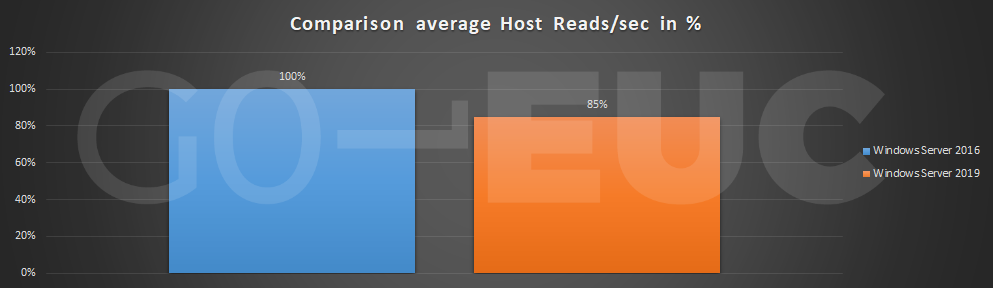 Comparison average Host Reads/sec in %
120%
100%
80%
60%
40%
20%
0%
100%
85%
Windows Server 2016
Windows Server 2019
GO-EUC